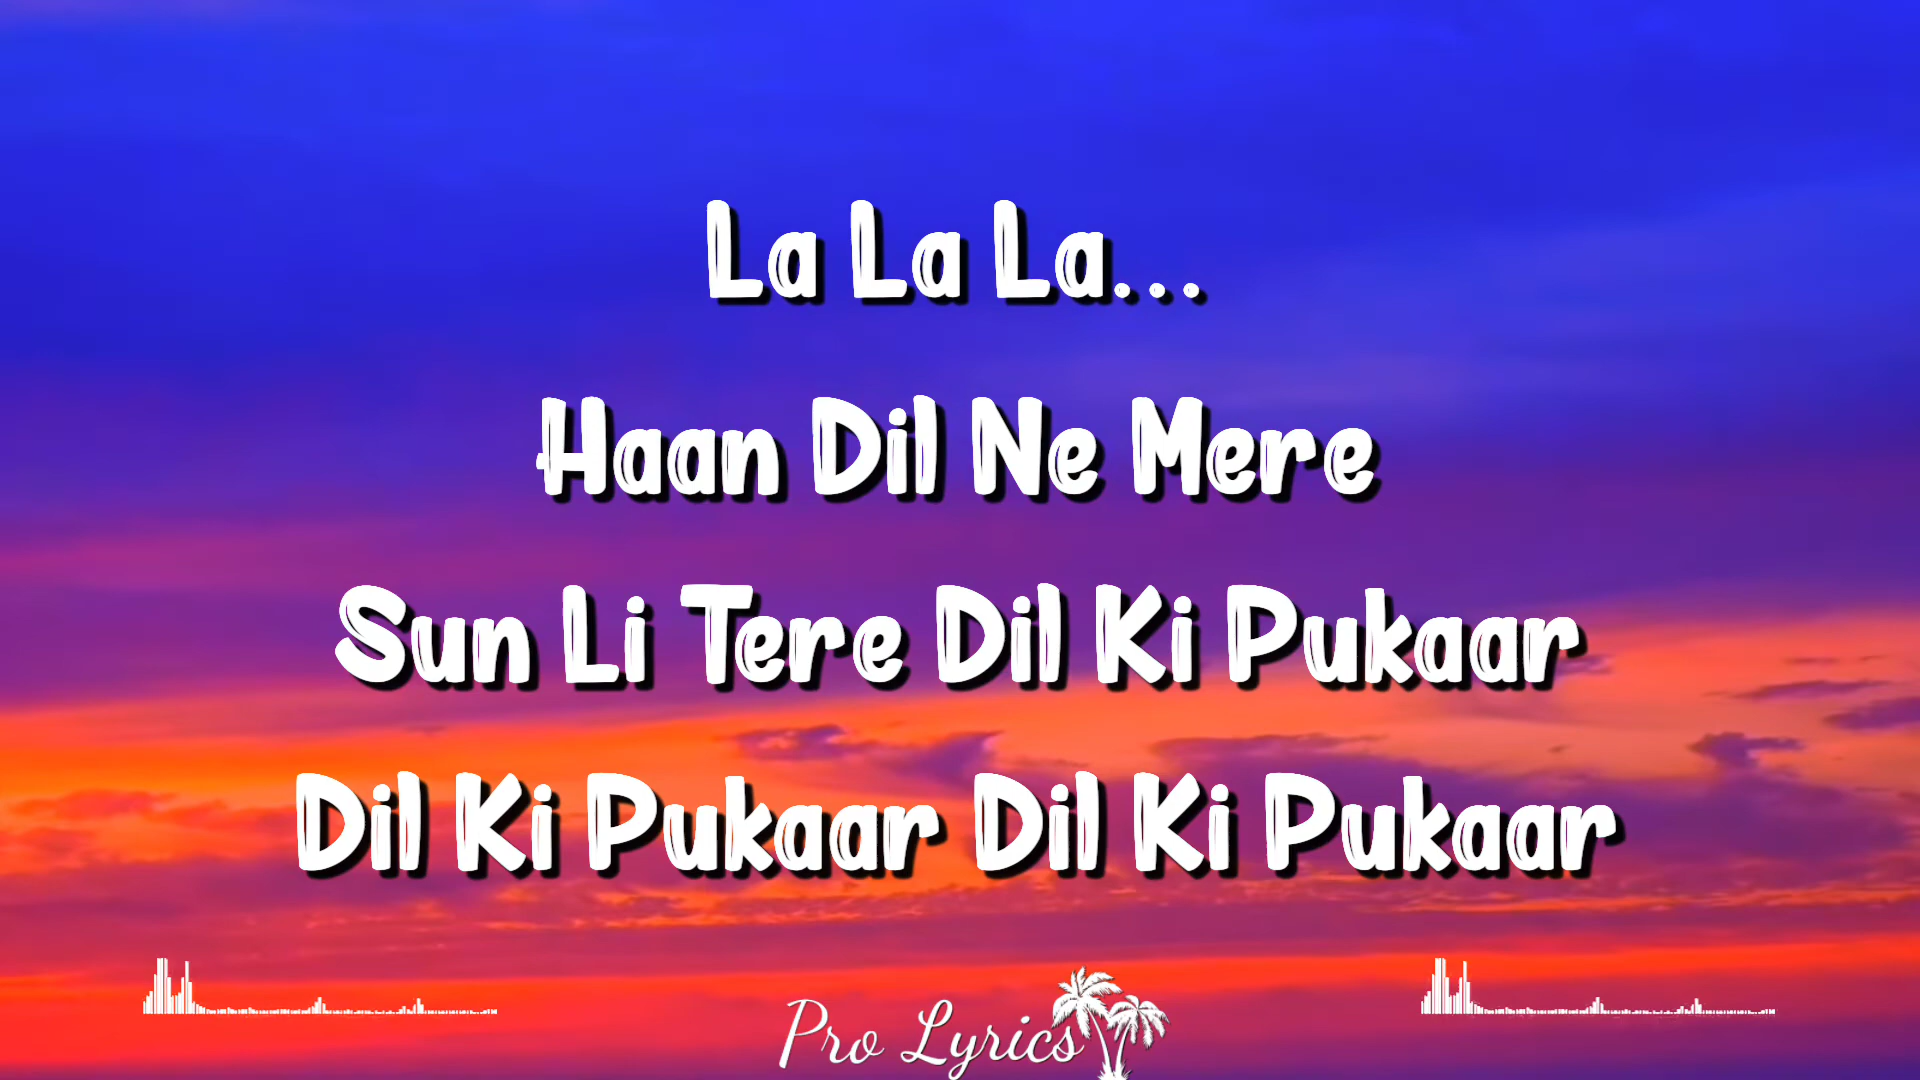 La La La...
Haan Dil Ne Mere
Sun Li Tere Dil Ki Pukaar
Dil Ki Pukaar Dil Ki Pukaar
Pro Lyrics